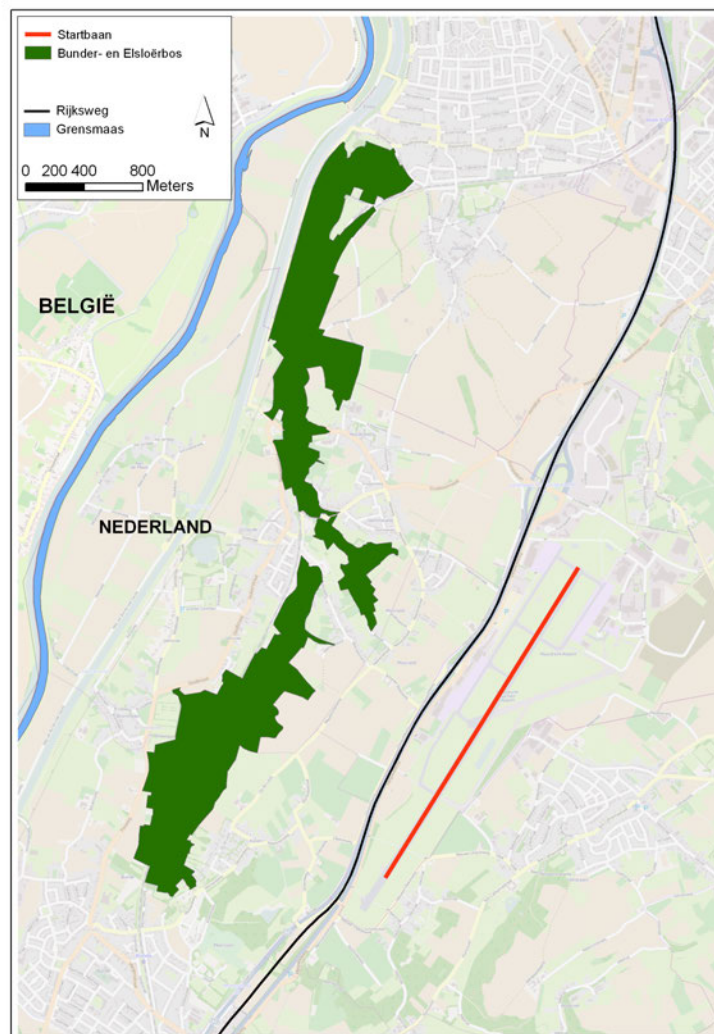 Startbaan
Bunder- en Elsloërbos
Rijksweg
Grensmaas
N
0 200 400 800
Meters
BELGIË
NEDERLAND